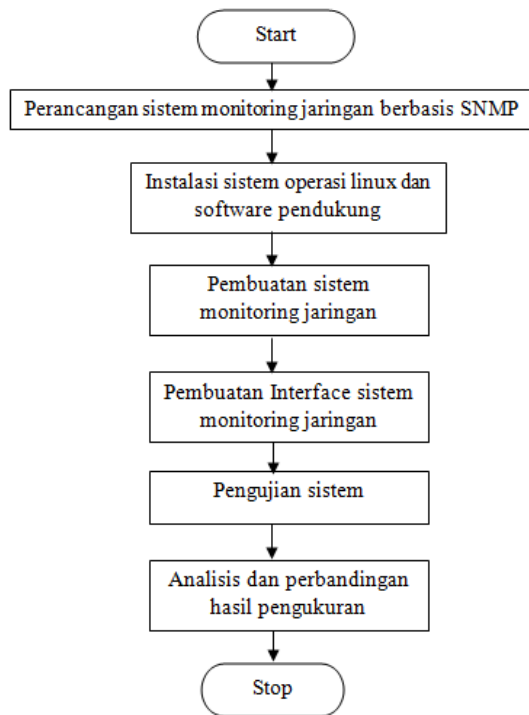 Start
Perancangan sistem monitoring jaringan berbasis SNMP
Instalasi sistem operasi linux dan
software pendukung
Pembuatan sistem
monitoring jaringan
Pembuatan Interface sistem
monitoring jaringan
Pengujian sistem
Analisis dan perbandingan
hasil pengukuran
Stop